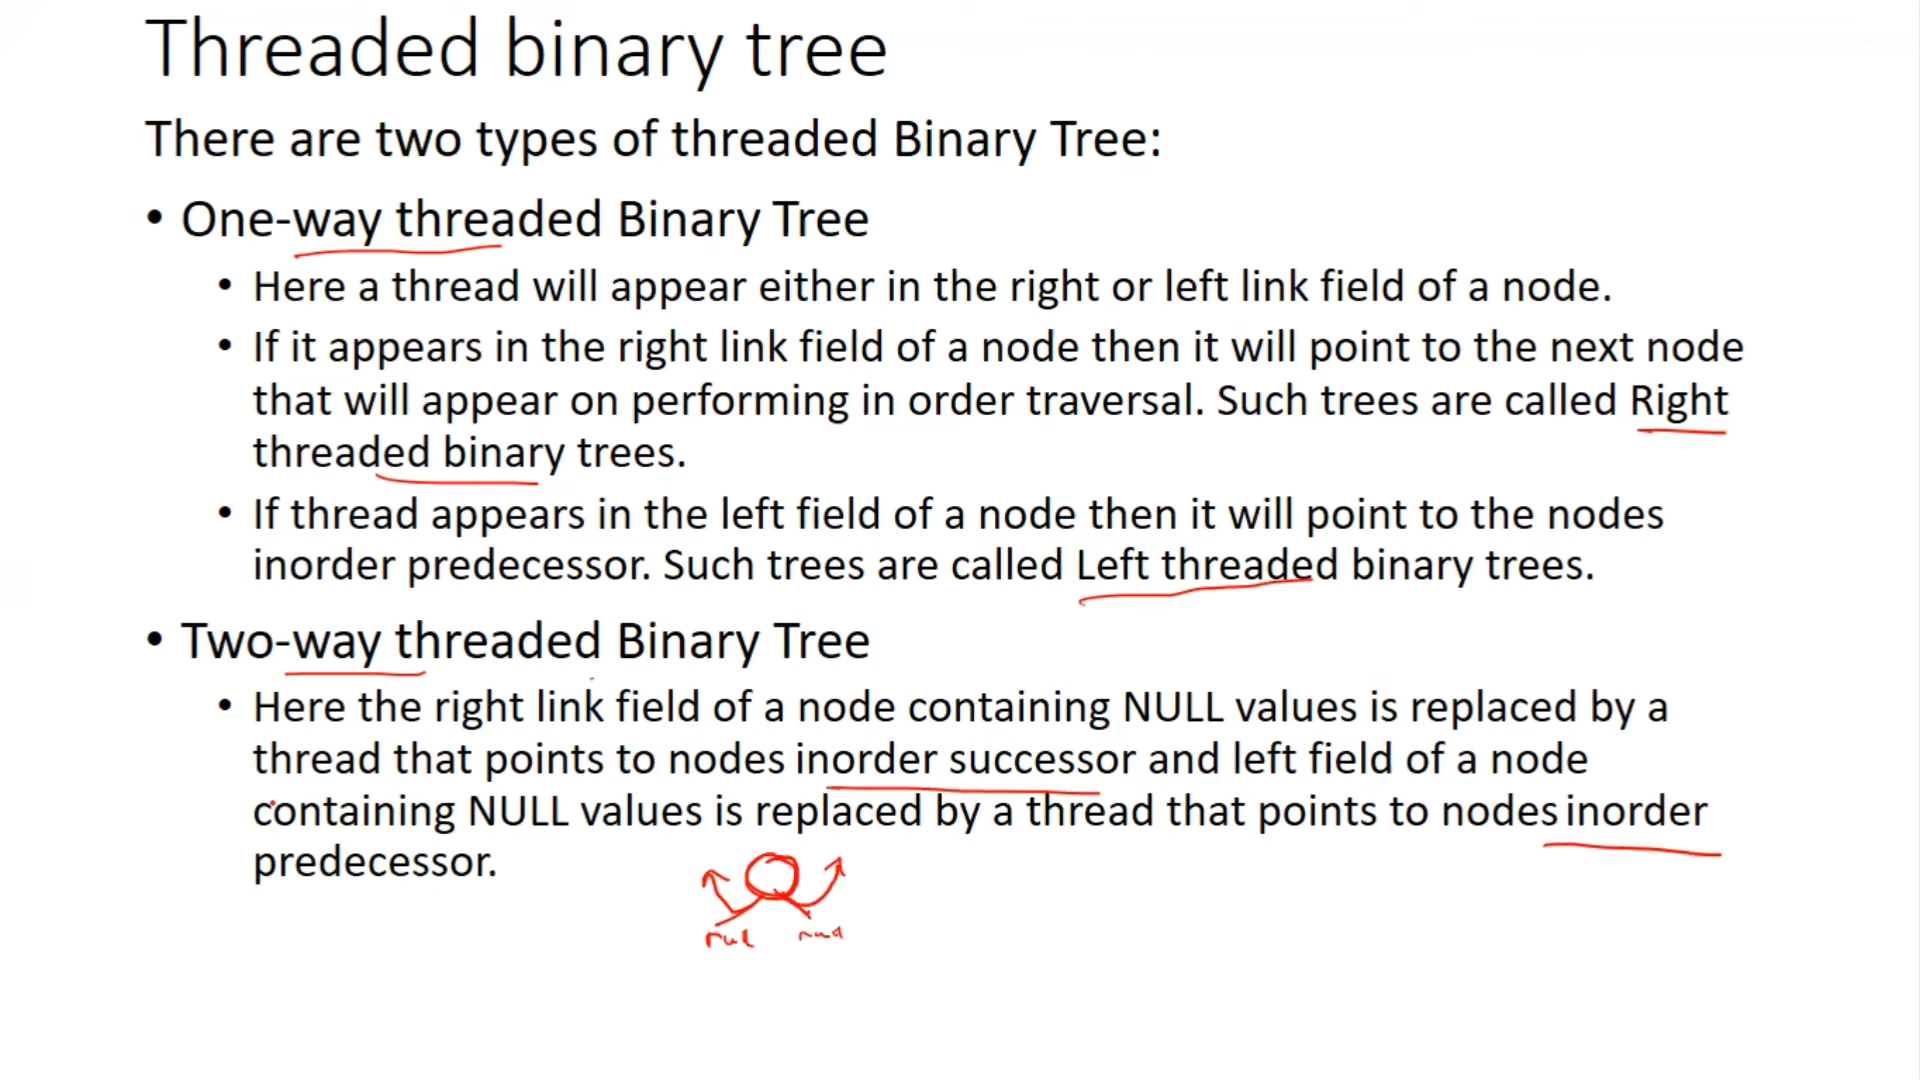 Threaded binary tree
There are two types of threaded Binary Tree:
• One-way threaded Binary Tree
• Here a thread will appear either in the right or left link field of a node.
• If it appears in the right link field of a node then it will point to the next node
that will appear on performing in order traversal. Such trees are called Right
threaded binary trees.
• If thread appears in the left field of a node then it will point to the nodes
inorder predecessor. Such trees are called Left threaded binary trees.
• Two-way threaded Binary Tree
• Here the right link field of a node containing NULL values is replaced by a
thread that points to nodes inorder successor and left field of a node
containing NULL values is replaced by a thread that points to nodes inorder
predecessor.